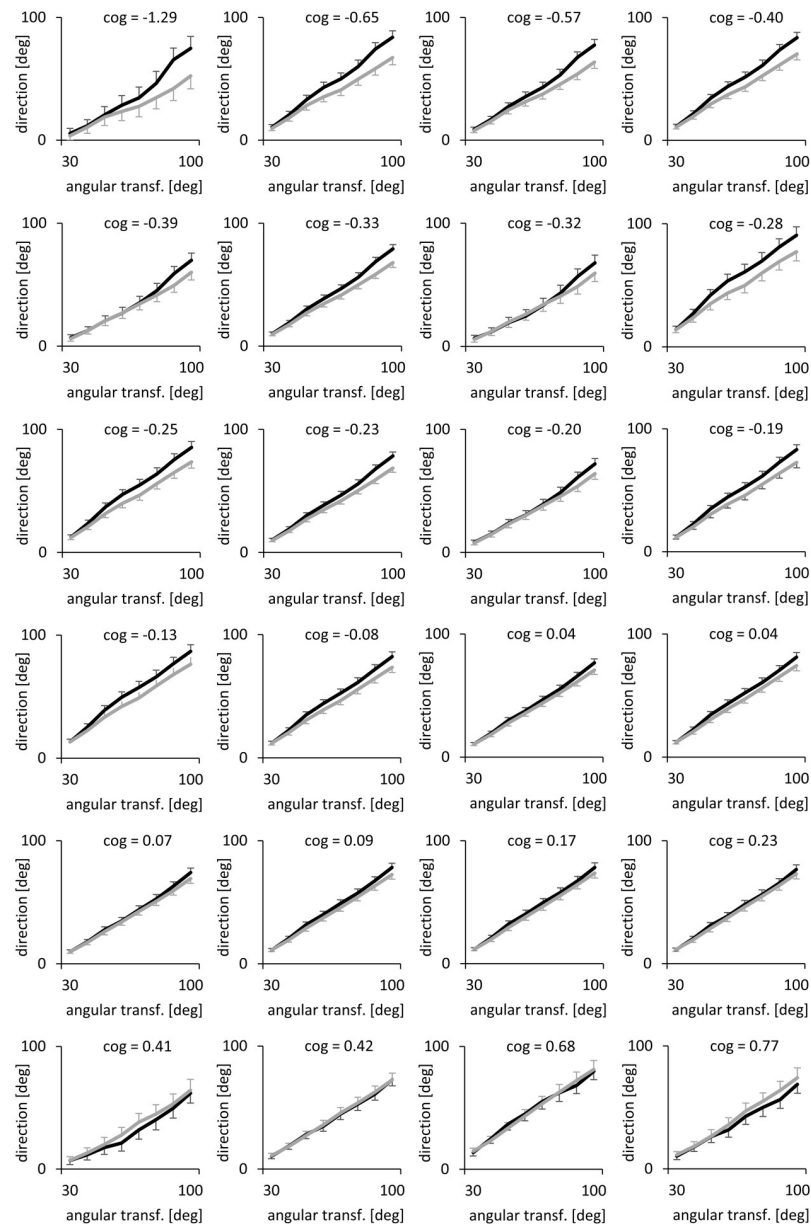 cog = -1.29 cog = -0.65 cog = -0.57 cog = -0.40
100 100 100 100
direction [deg] direction [deg] direction [deg] direction [deg]
0 0 0 0
30 100 30 100 30 100 30 100
angular transf. [deg] angular transf. [deg] angular transf. [deg] angular transf. [deg]
cog = -0.39 cog = -0.33 cog = -0.32 cog = -0.28
100 100 100 100
direction [deg] direction [deg] direction [deg] direction [deg]
0 0 0 0
30 100 30 100 30 100 30 100
angular transf. [deg] angular transf. [deg] angular transf. [deg] angular transf. [deg]
cog = -0.25 cog = -0.23 cog = -0.20 cog = -0.19
100 100 100 100
direction [deg] direction [deg] direction [deg] direction [deg]
0 0 0 0
30 100 30 100 30 100 30 100
angular transf. [deg] angular transf. [deg] angular transf. [deg] angular transf. [deg]
cog = -0.13 cog = -0.08 cog = 0.04 cog = 0.04
100 100 100 100
direction [deg] direction [deg] direction [deg] direction [deg]
0 0 0 0
30 100 30 100 30 100 30 100
angular transf. [deg] angular transf. [deg] angular transf. [deg] angular transf. [deg]
cog = 0.07 cog = 0.09 cog = 0.17 cog = 0.23
100 100 100 100
direction [deg] direction [deg] direction [deg] direction [deg]
0 0 0 0
30 100 30 100 30 100 30 100
angular transf. [deg] angular transf. [deg] angular transf. [deg] angular transf. [deg]
cog = 0.41 cog = 0.42 cog = 0.68 cog = 0.77
100 100 100 100
direction [deg] direction [deg] direction [deg] direction [deg]
0 0 0 0
30 100 30 100 30 100 30 100
angular transf. [deg] angular transf. [deg] angular transf. [deg] angular transf. [deg]